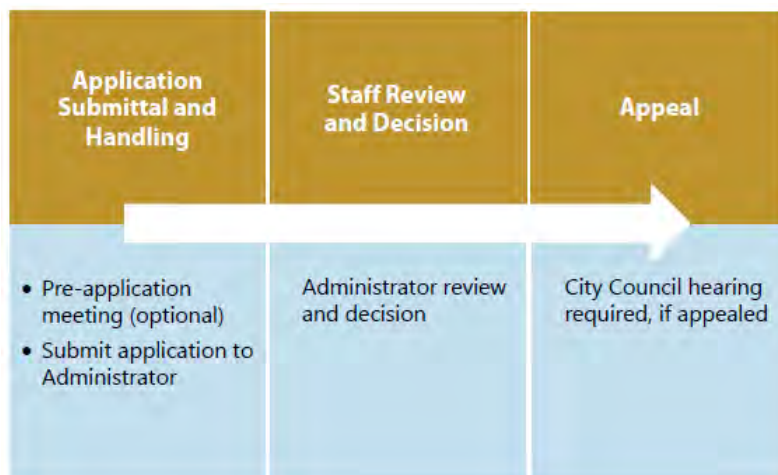 Application
Submittal and
Handling
Staff Review
and Decision
Appeal
• Pre-application
meeting (optional)
• Submit application to
Administrator
Administrator review
and decision
City Council hearing
required, if appealed